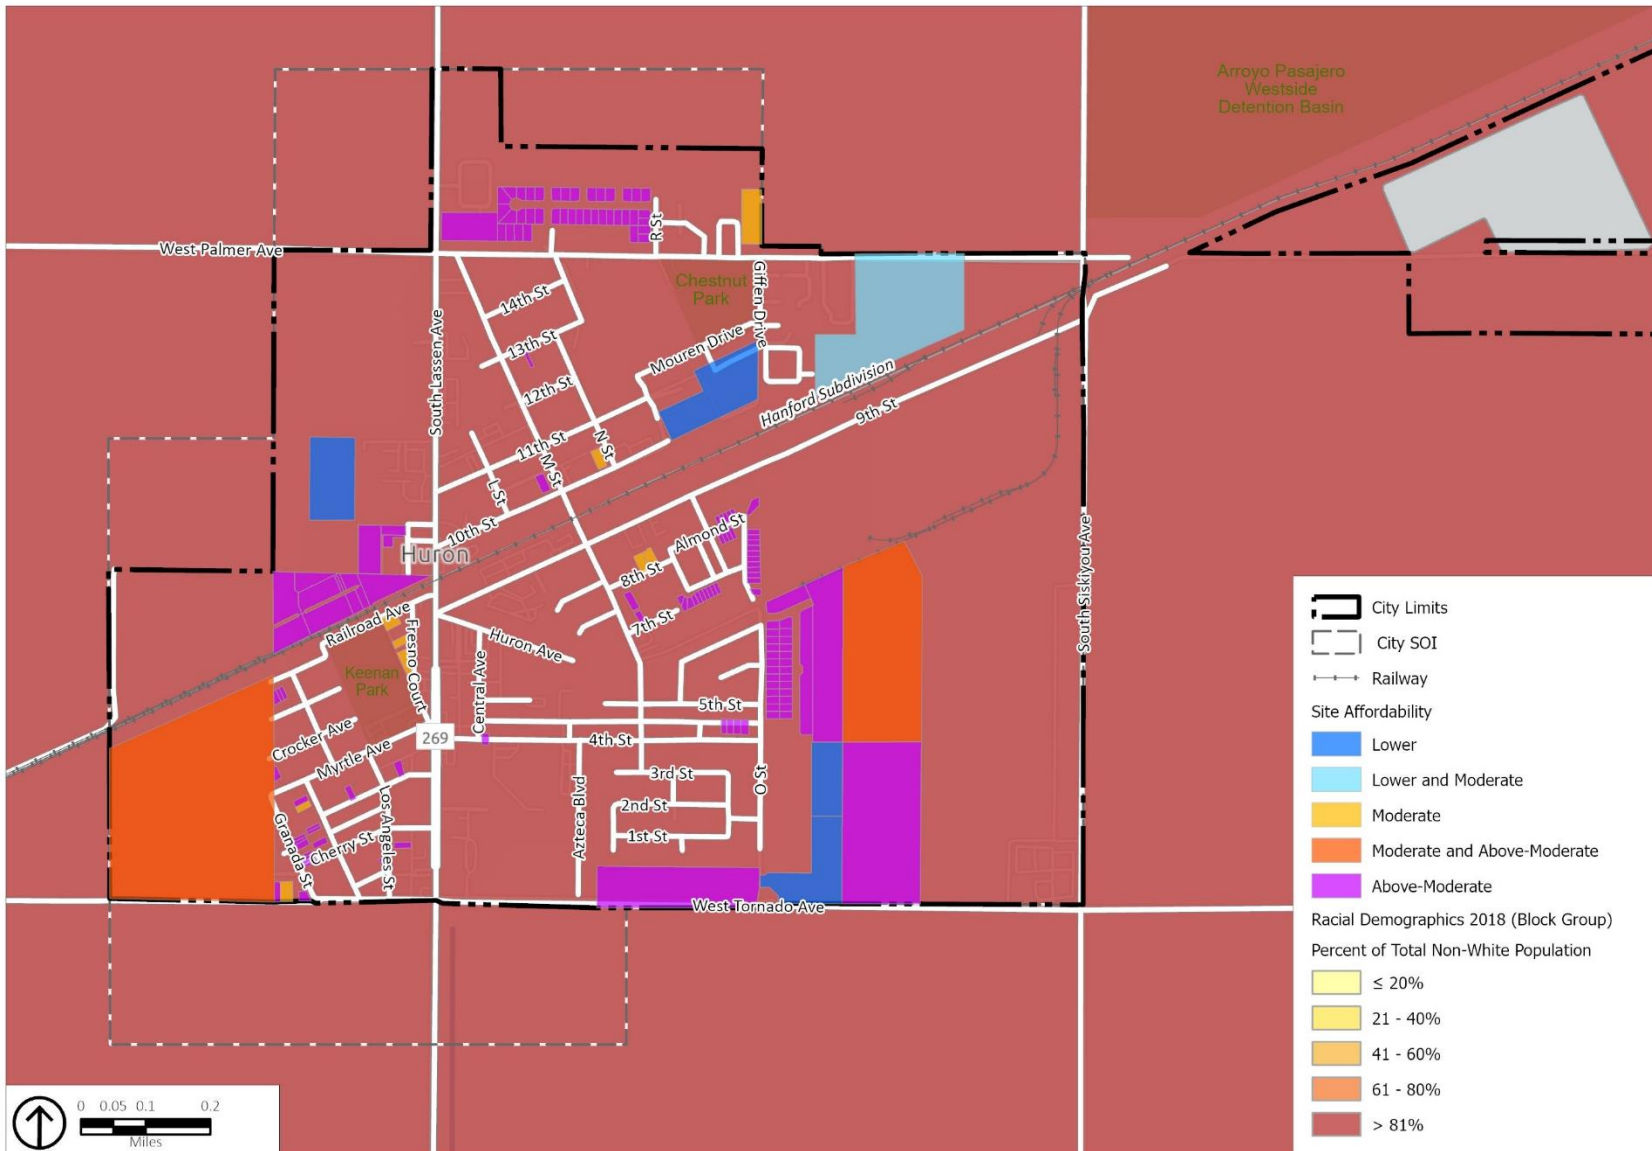 Arroyo Pasajero
Westside
Detention Basin
West Palmer Ave
R St
Chestnut
Park
Giffen Drive
14th St
13th St
12th St
South Lassen Ave
Mouren Drive
Hanford Subdivision
9th St
11th St
N St
M St
L St
10th St
Huron
Almond St
8th St
7th St
Railroad Ave
Fresno Court
Huron Ave
Central Ave
Keenan
Park
South Siskiyou Ave
5th St
269
4th St
Crocker Ave
Myrtle Ave
3rd St
2nd St
1st St
O St
Azteca Blvd
Los Angeles St
Granada St
Cherry St
West Tornado Ave
City Limits
City SOI
Railway
Site Affordability
Lower
Lower and Moderate
Moderate
Moderate and Above-Moderate
Above-Moderate
Racial Demographics 2018 (Block Group)
Percent of Total Non-White Population
≤ 20%
21 - 40%
41 - 60%
61 - 80%
> 81%
0 0.05 0.1 0.2
Miles